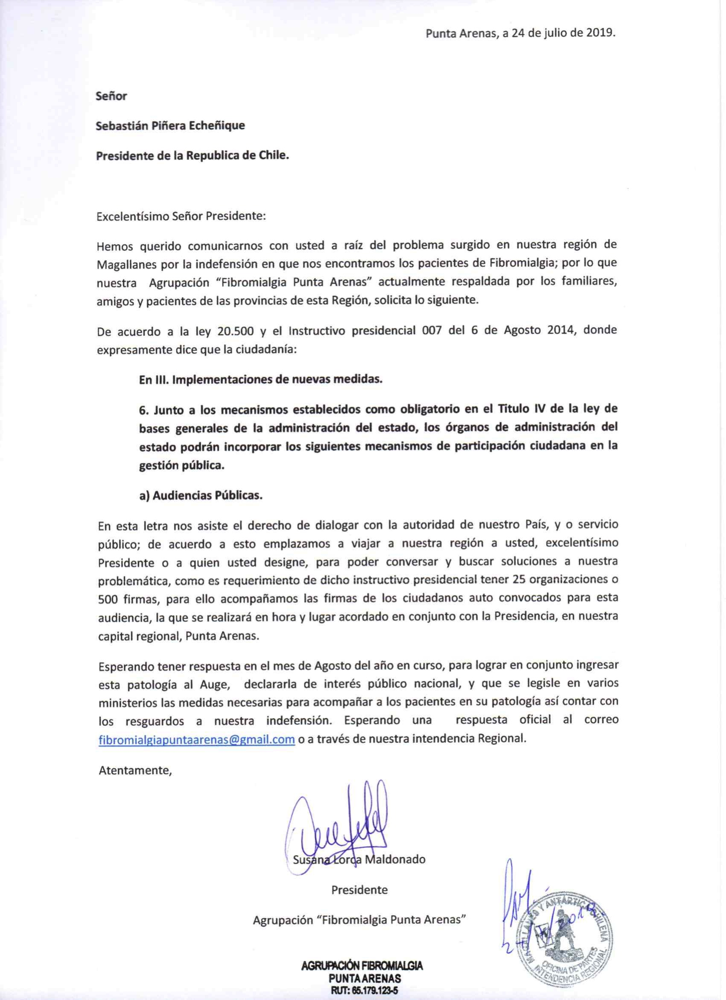 Punta Arenas, a 24 de julio de 2019.
Señor
Sebastián Piñera Echeñique
Presidente de la Republica de Chile.
Excelentísimo Señor Presidente:
Hemos querido comunicarnos con usted a raíz del problema surgido en nuestra región de
Magallanes por la indefensión en que nos encontramos los pacientes de Fibromialgia; por lo que
nuestra Agrupación “Fibromialgia Punta Arenas” actualmente respaldada por los familiares,
amigos y pacientes de las provincias de esta Región, solicita lo siguiente.
De acuerdo a la ley 20.500 y el Instructivo presidencial 007 del 6 de Agosto 2014, donde
expresamente dice que la ciudadanía:
En III. Implementaciones de nuevas medidas.
6. Junto a los mecanismos establecidos como obligatorio en el Titulo IV de la ley de
bases generales de la administración del estado, los órganos de administración del
estado podrán incorporar los siguientes mecanismos de participación ciudadana en la
gestión pública.
a) Audiencias Públicas.
En esta letra nos asiste el derecho de dialogar con la autoridad de nuestro País, y o servicio
público; de acuerdo a esto emplazamos a viajar a nuestra región a usted, excelentísimo
Presidente o a quien usted designe, para poder conversar y buscar soluciones a nuestra
problemática, como es requerimiento de dicho instructivo presidencial tener 25 organizaciones o
500 firmas, para ello acompañamos las firmas de los ciudadanos auto convocados para esta
audiencia, la que se realizará en hora y lugar acordado en conjunto con la Presidencia, en nuestra
capital regional, Punta Arenas.
Esperando tener respuesta en el mes de Agosto del año en curso, para lograr en conjunto ingresar
esta patología al Auge, declararla de interés público nacional, y que se legisle en varios
ministerios las medidas necesarias para acompañar a los pacientes en su patología así contar con
los resguardos a nuestra indefensión. Esperando una respuesta oficial al correo
fibromialgiapuntaarenas@gmail.com o a través de nuestra intendencia Regional.
Atentamente,
Susana Lorca Maldonado
Presidente
Agrupación “Fibromialgia Punta Arenas”
MAGALLANES Y ANTÁRTICA CHILENA
OFICINA DE PARTES
INTENDENCIA REGIONAL
AGRUPACIÓN FIBROMIALGIA
PUNTA ARENAS
RUT: 65.179.123-5